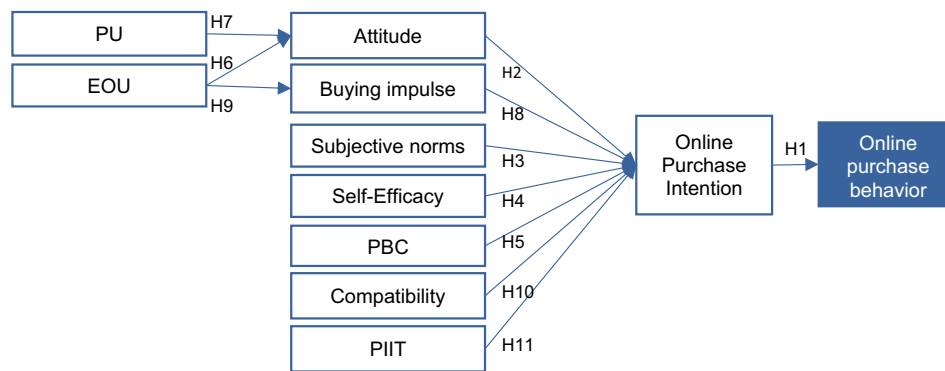 PU
H7
Attitude
H6
H2
EOU
H9
Buying impulse
H8
Subjective norms
H3
Online
Purchase
Intention
H1
Online
purchase
behavior
Self-Efficacy
H4
PBC
H5
Compatibility
H10
PIIT
H11